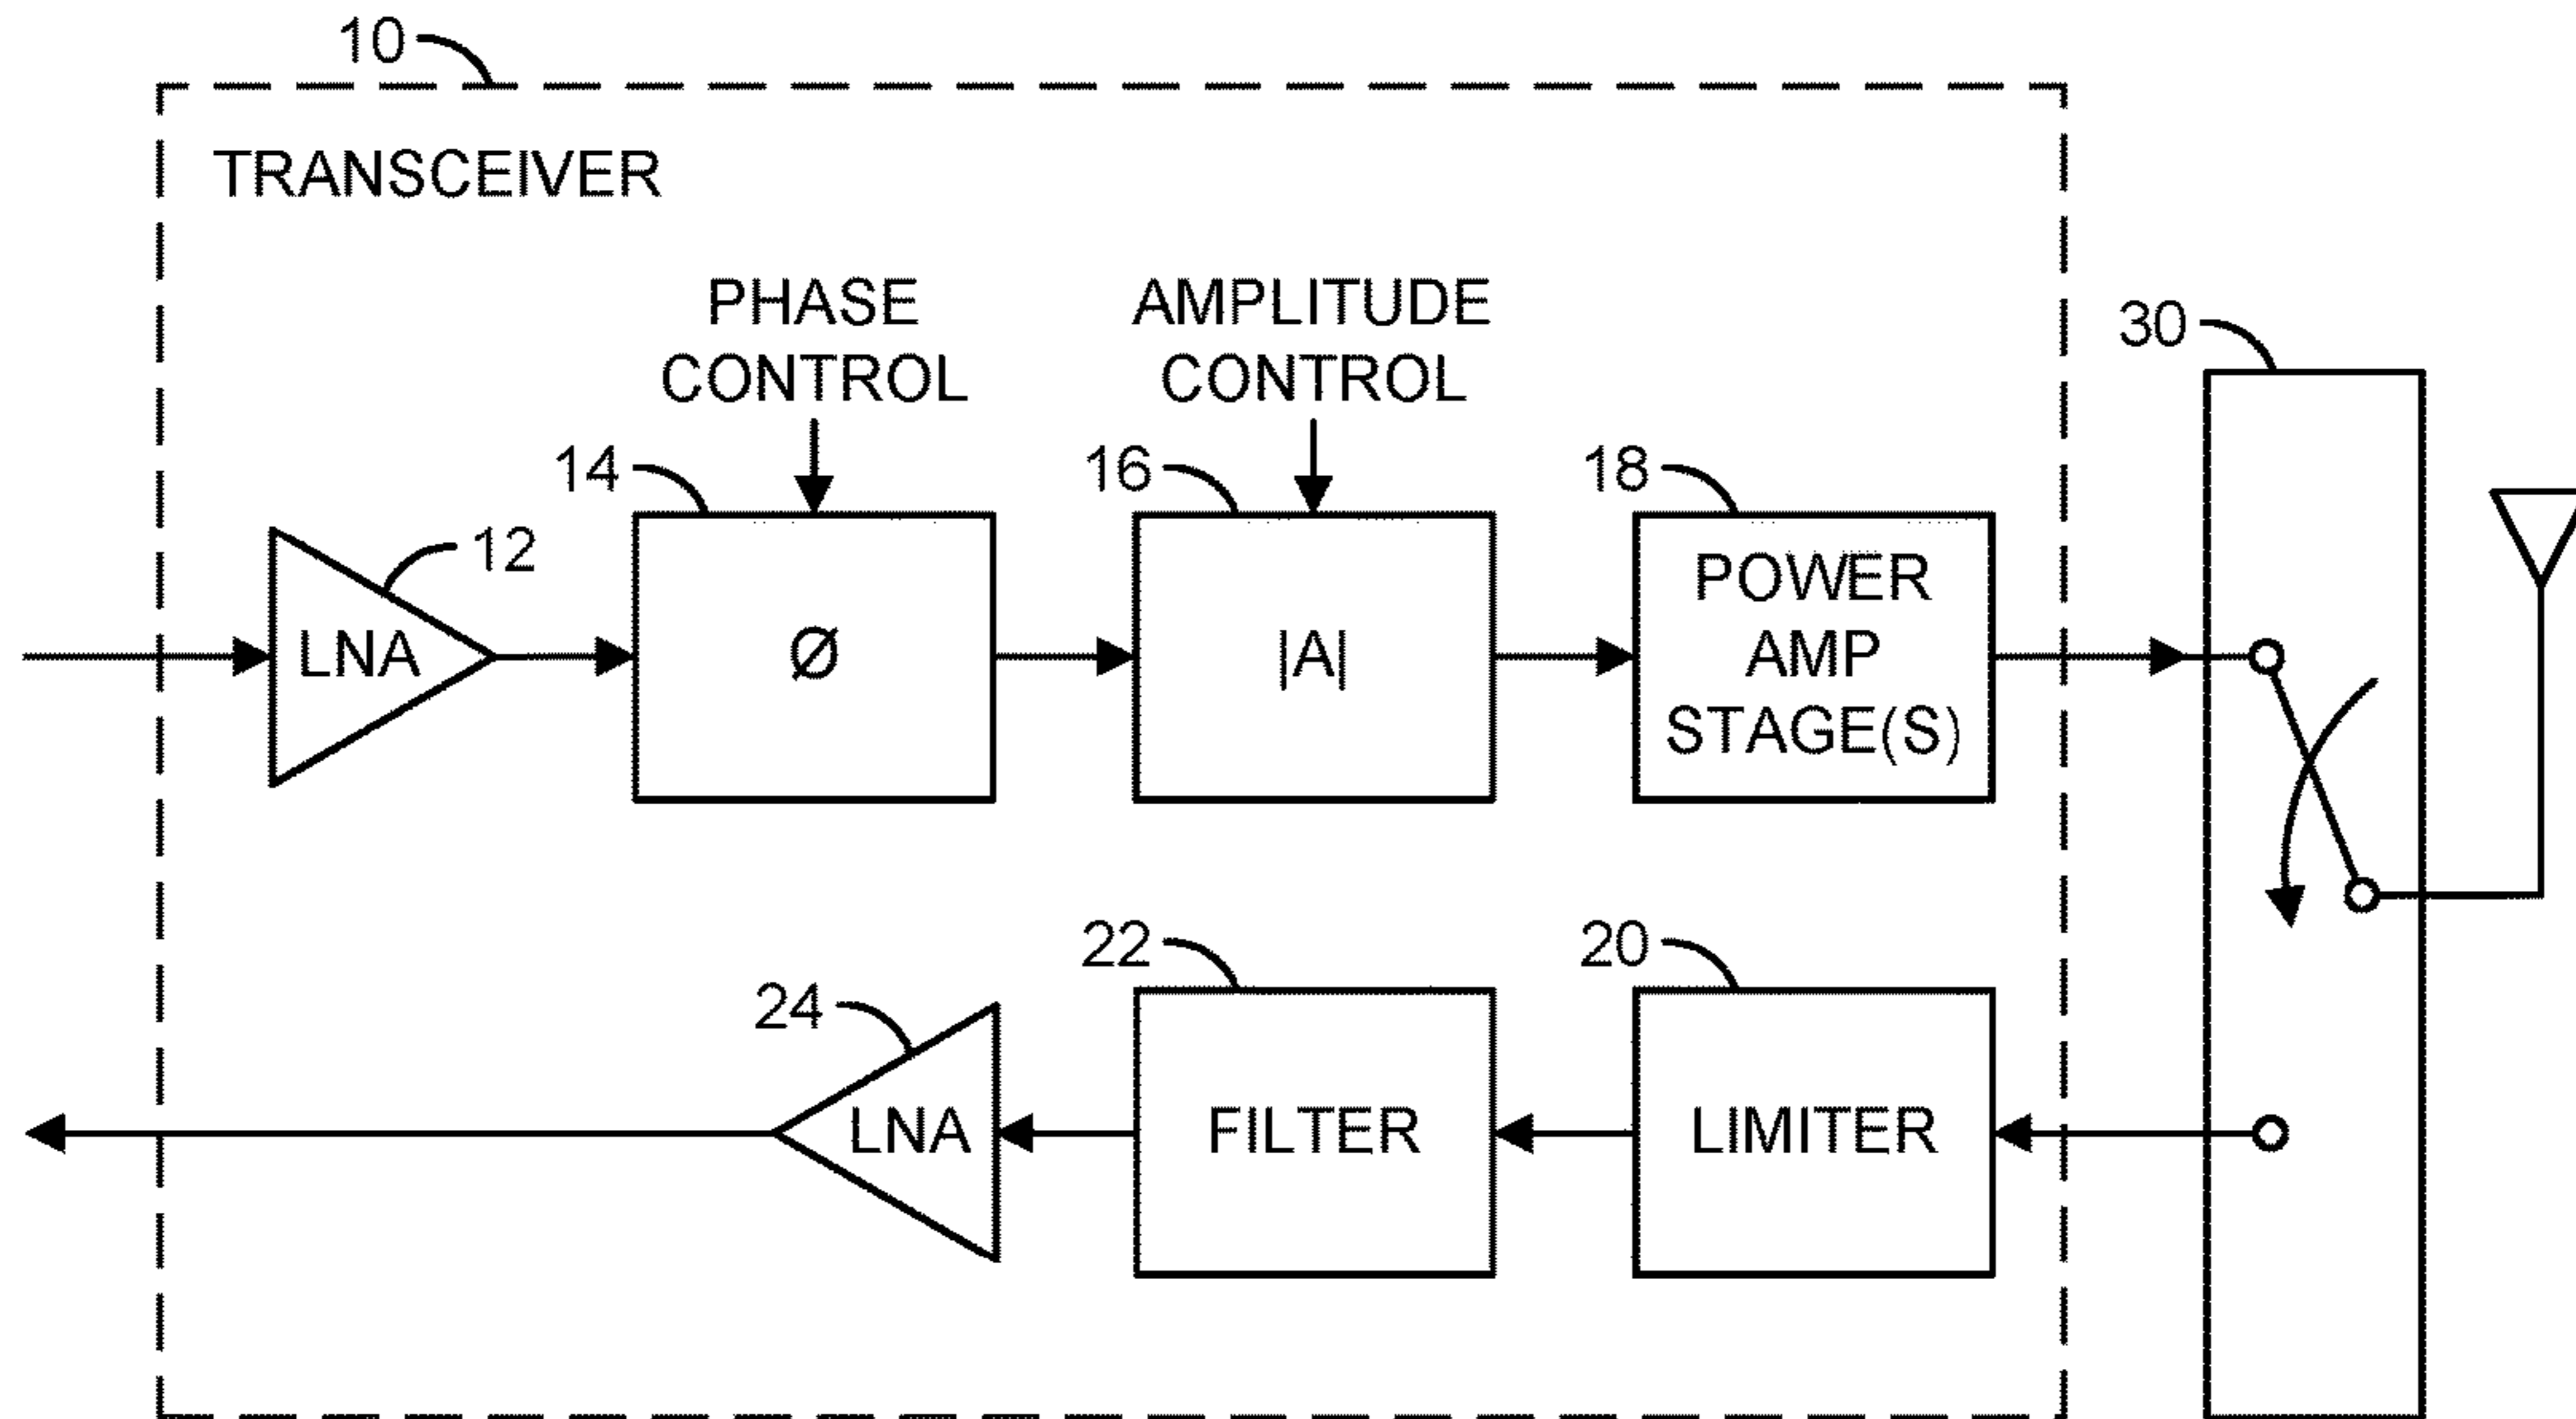 10
TRANSCEIVER
PHASE
CONTROL
AMPLITUDE
CONTROL
30
14
16
18
12
LNA
Ø
|A|
POWER
AMP
STAGE(S)
22
20
24
LNA
FILTER
LIMITER